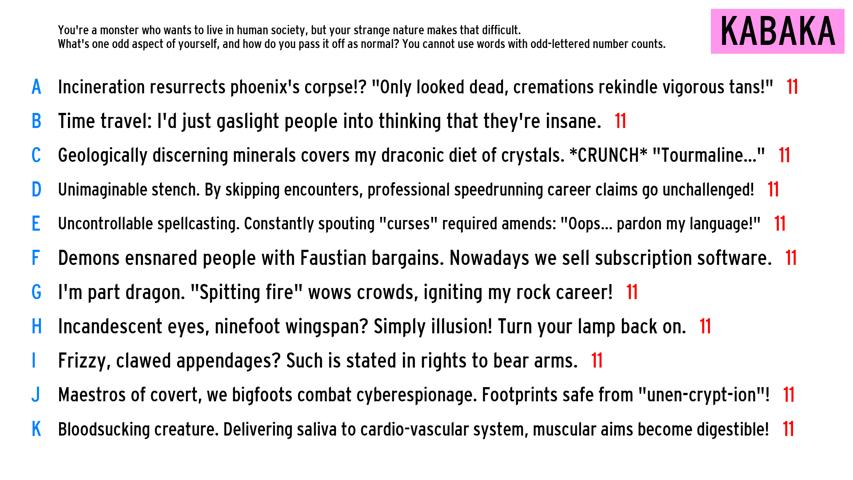 You're a monster who wants to live in human society, but your strange nature makes that difficult.
What's one odd aspect of yourself, and how do you pass it off as normal? You cannot use words with odd-lettered number counts.
KABAKA
A Incineration resurrects phoenix's corpse!? "Only looked dead, cremations rekindle vigorous tans!" 11
B Time travel: I'd just gaslight people into thinking that they're insane. 11
C Geologically discerning minerals covers my draconic diet of crystals. *CRUNCH* "Tourmaline..." 11
D Unimaginable stench. By skipping encounters, professional speedrunning career claims go unchallenged! 11
E Uncontrollable spellcasting. Constantly spouting "curses" required amends: "Oops... pardon my language!" 11
F Demons ensnared people with Faustian bargains. Nowadays we sell subscription software. 11
G I'm part dragon. "Spitting fire" wows crowds, igniting my rock career! 11
H Incandescent eyes, ninefoot wingspan? Simply illusion! Turn your lamp back on. 11
I Frizzy, clawed appendages? Such is stated in rights to bear arms. 11
J Maestros of covert, we bigfoots combat cyberespionage. Footprints safe from "unen-crypt-ion"! 11
K Bloodsucking creature. Delivering saliva to cardio-vascular system, muscular aims become digestible! 11